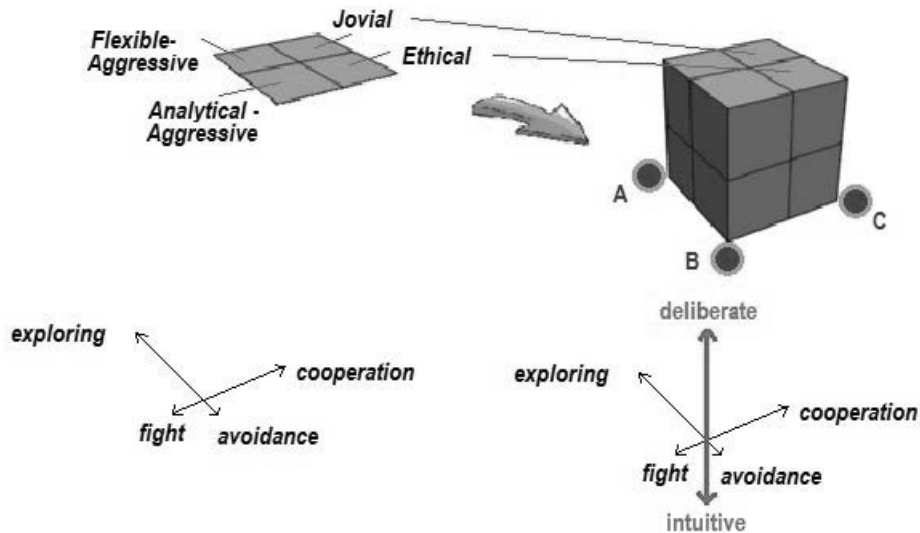 Jovial
Flexible-
Aggressive
Ethical
Analytical -
Aggressive
A
B
C
exploring
cooperation
fight
avoidance
deliberate
exploring
cooperation
fight
avoidance
intuitive